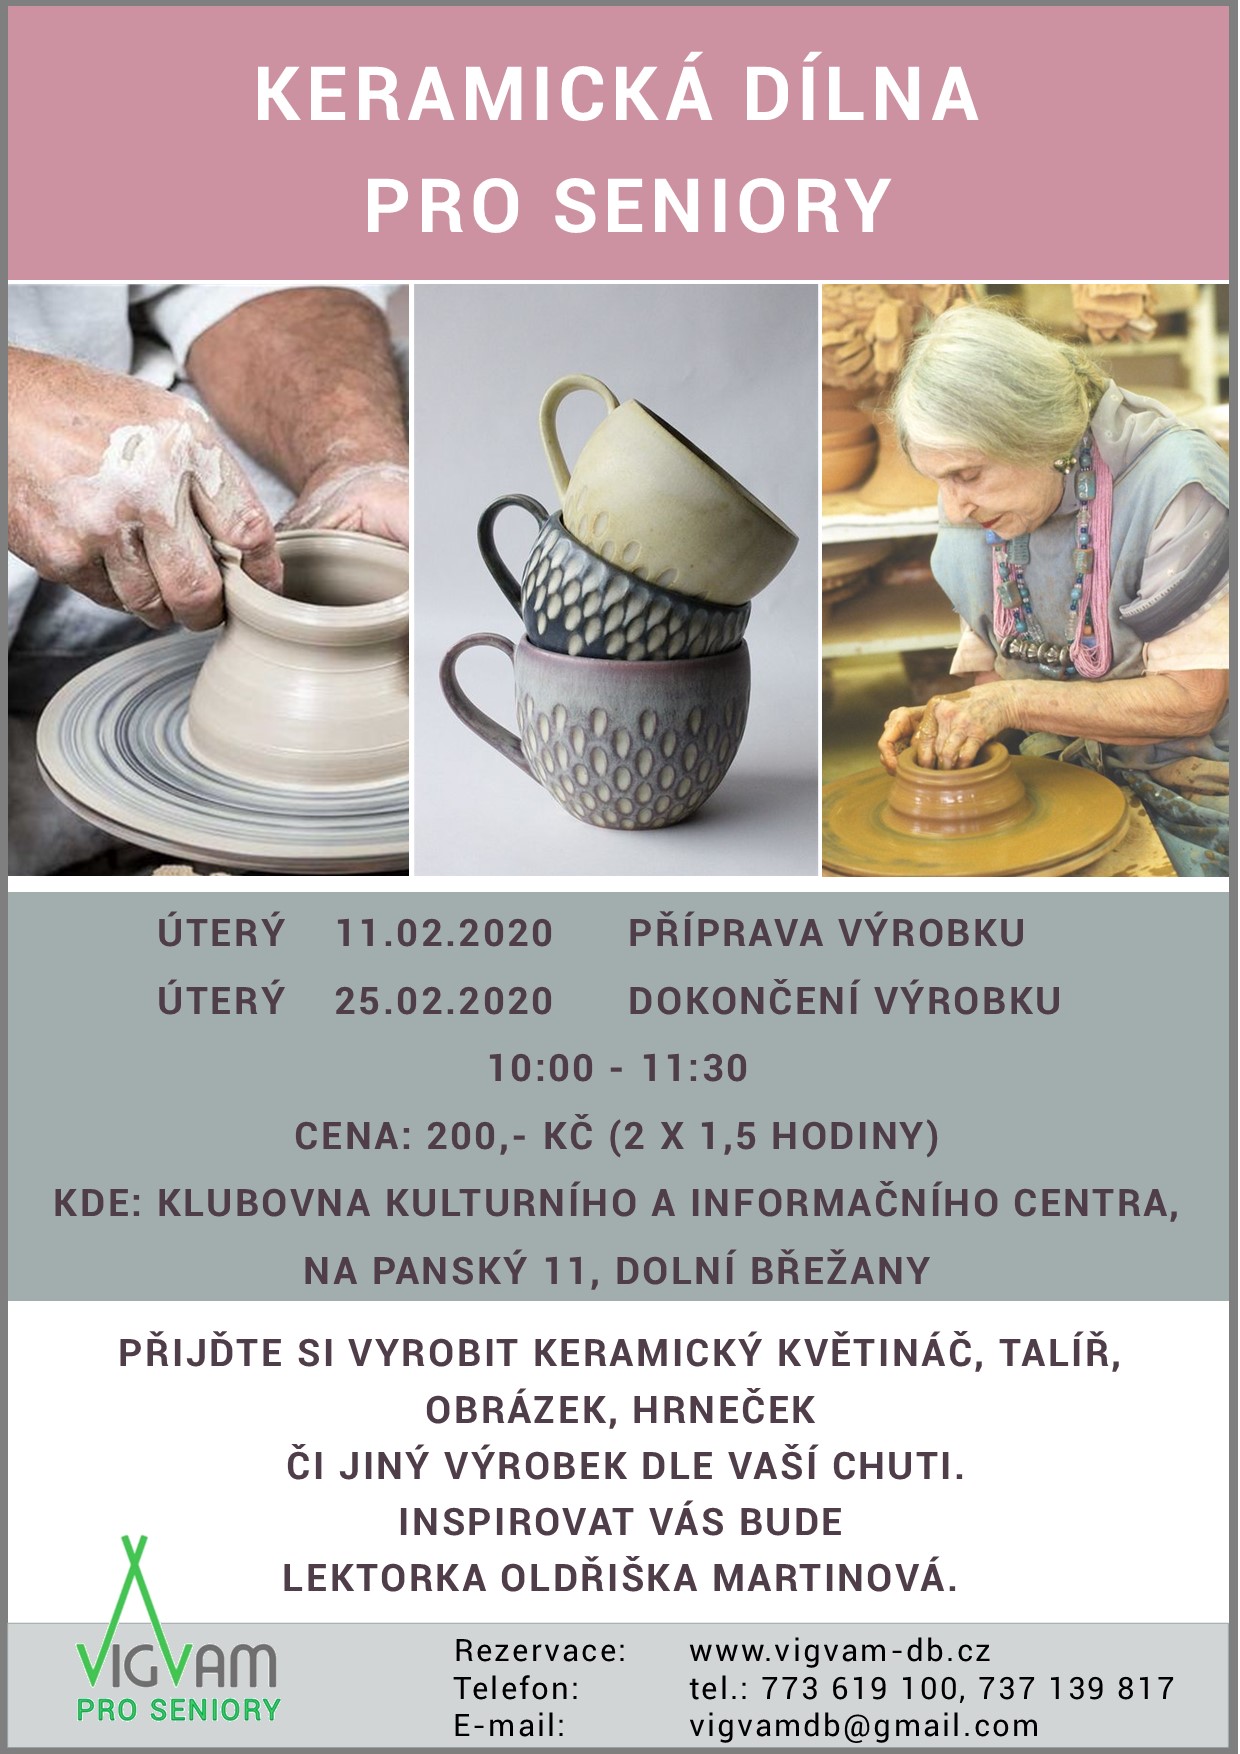 KERAMICKÁ DÍLNA
PRO SENIORY
ÚTERÝ 11.02.2020 PŘÍPRAVA VÝROBKU
ÚTERÝ 25.02.2020 DOKONČENÍ VÝROBKU
10:00 - 11:30
CENA: 200,- KČ (2 X 1,5 HODINY)
KDE: KLUBOVNA KULTURNÍHO A INFORMAČNÍHO CENTRA,
NA PANSKÝ 11, DOLNÍ BŘEŽANY
PŘIJĎTE SI VYROBIT KERAMICKÝ KVĚTINÁČ, TALÍŘ,
OBRÁZEK, HRNEČEK
ČI JINÝ VÝROBEK DLE VAŠÍ CHUTI.
INSPIROVAT VÁS BUDE
LEKTORKA OLDŘIŠKA MARTINOVÁ.
VIGVAM
PRO SENIORY
Rezervace: www.vigvam-db.cz
Telefon: tel.: 773 619 100, 737 139 817
E-mail: vigvamdb@gmail.com